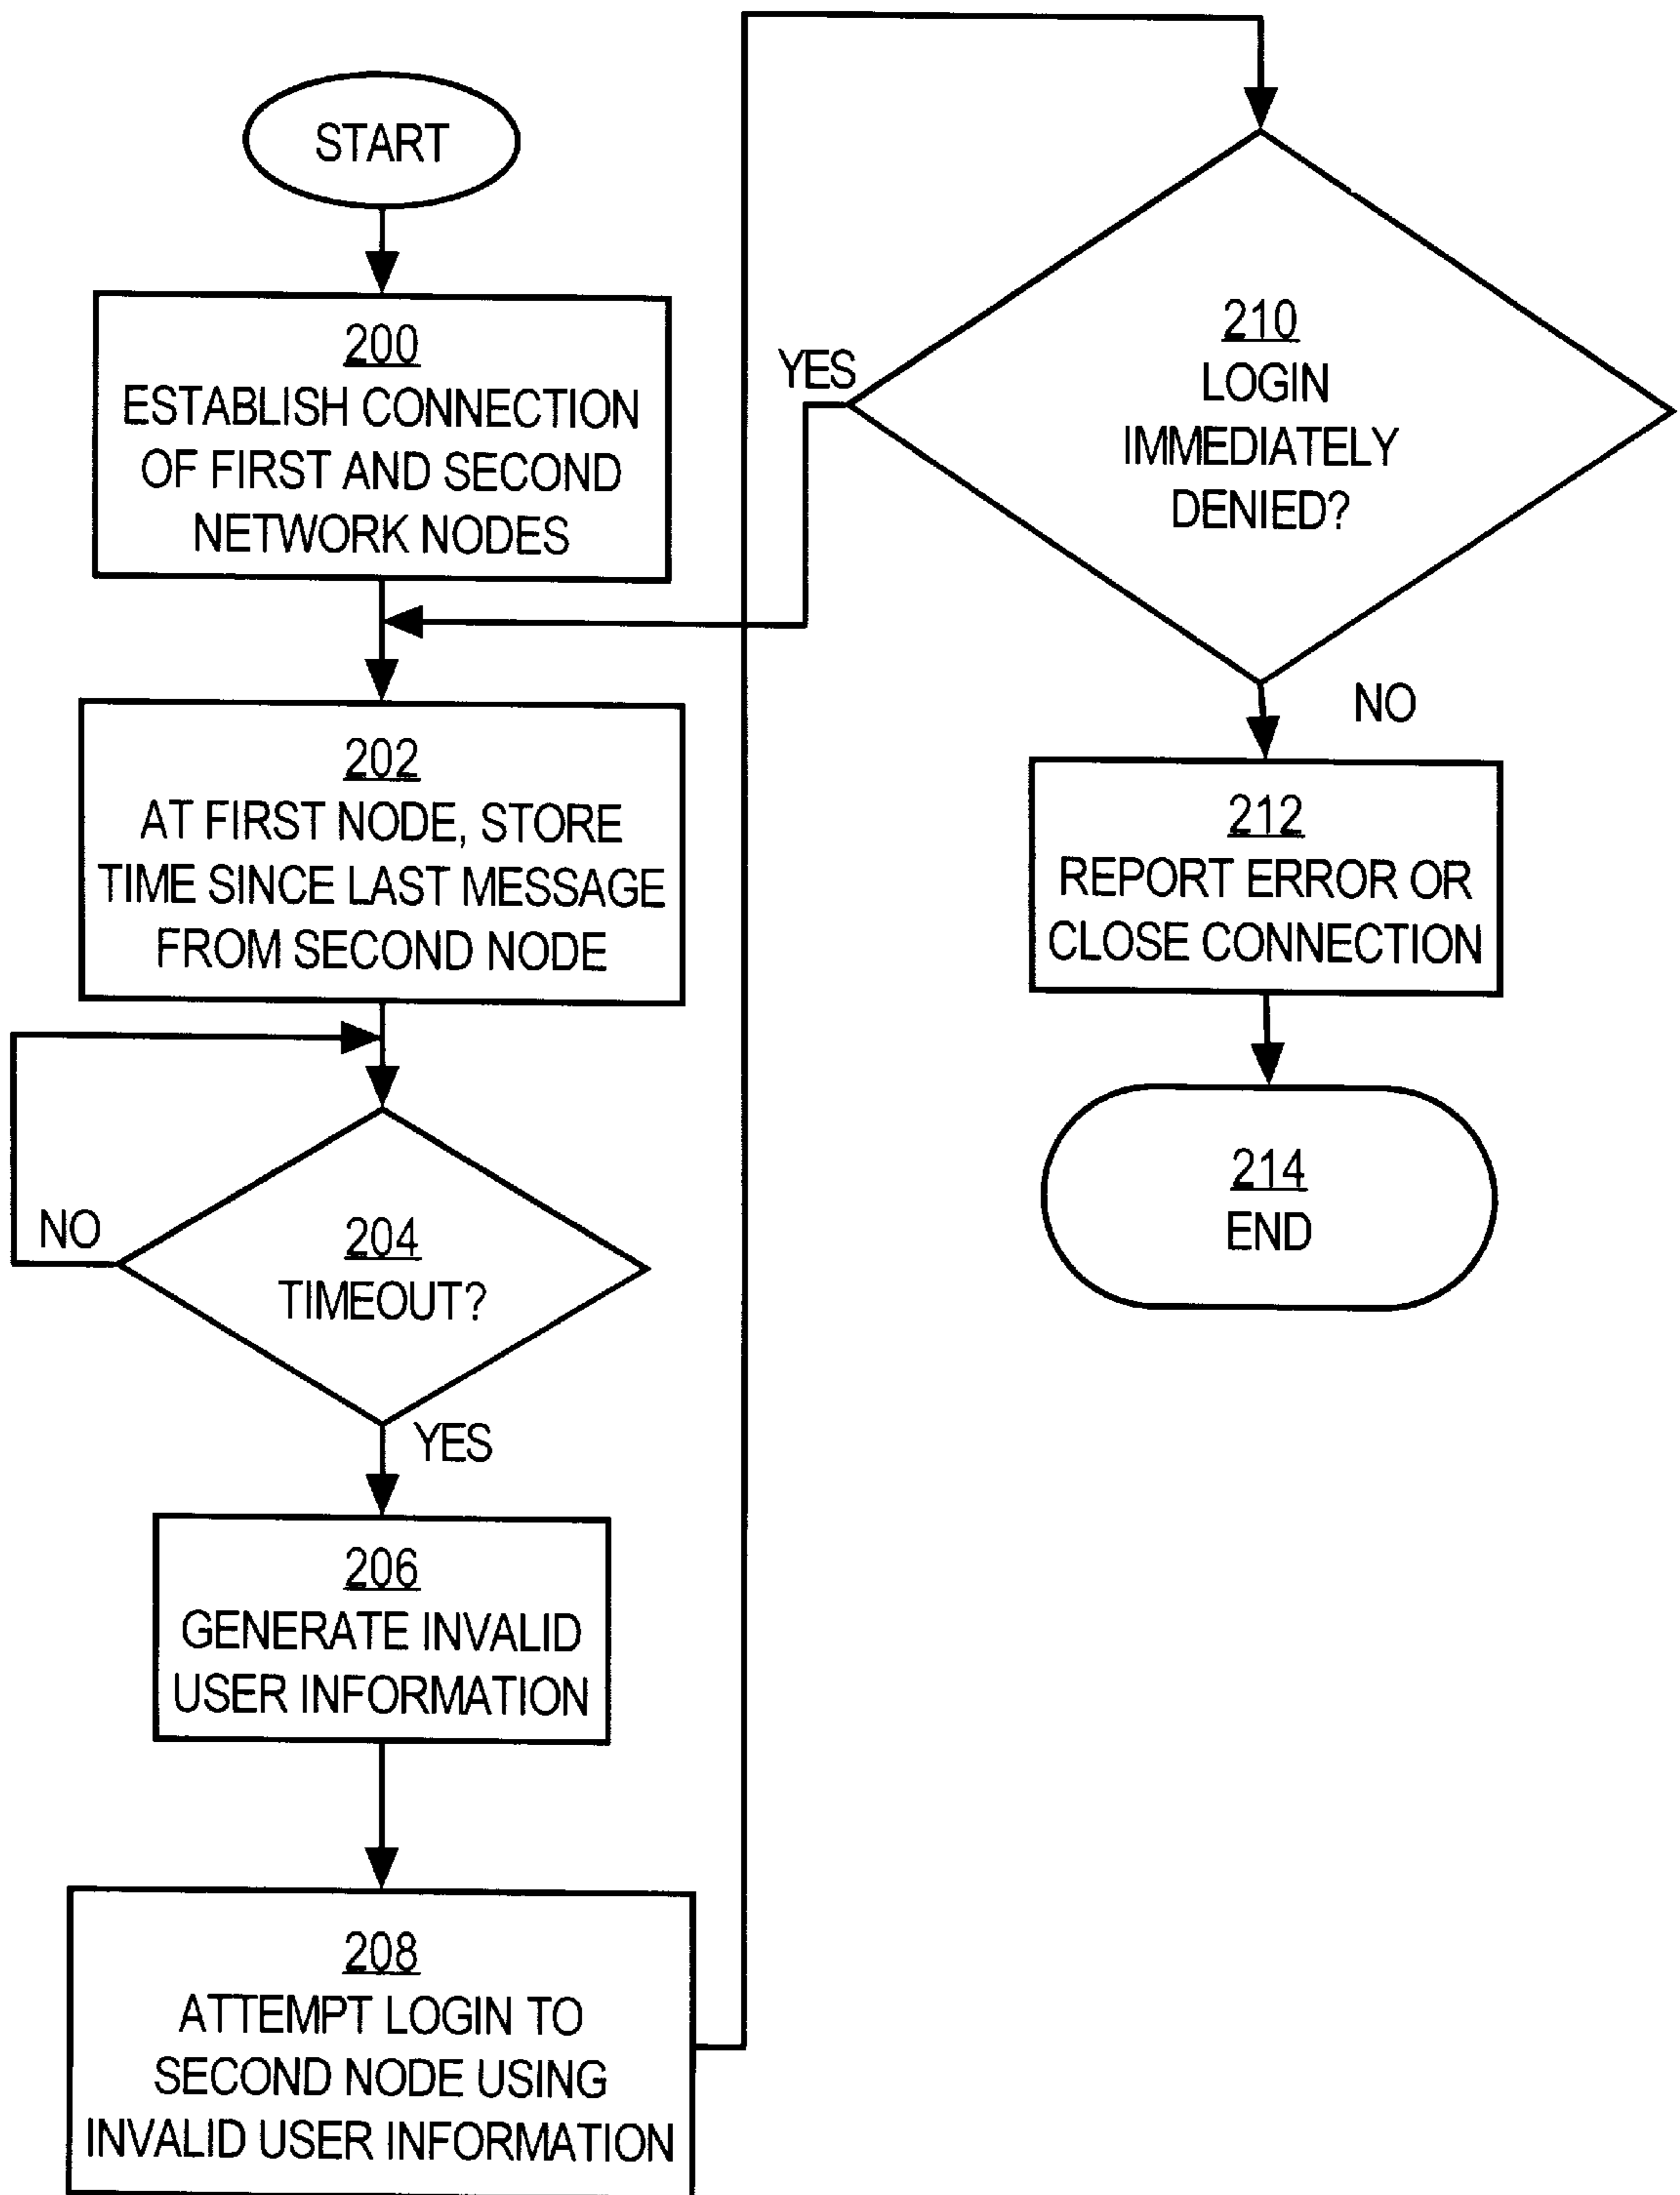 START
200
ESTABLISH CONNECTION
OF FIRST AND SECOND
NETWORK NODES
202
AT FIRST NODE, STORE
TIME SINCE LAST MESSAGE
FROM SECOND NODE
NO
204
TIMEOUT?
YES
206
GENERATE INVALID
USER INFORMATION
208
ATTEMPT LOGIN TO
SECOND NODE USING
INVALID USER INFORMATION
210
LOGIN
IMMEDIATELY
DENIED?
YES
NO
212
REPORT ERROR OR
CLOSE CONNECTION
214
END